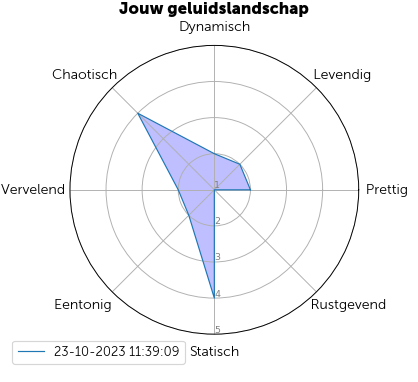 Jouw geluidslandschap
Dynamisch
Chaotisch
Levendig
1
Vervelend
Prettig
2
3
4
Eentonig
Rustgevend
5
23-10-2023 11:39:09
Statisch